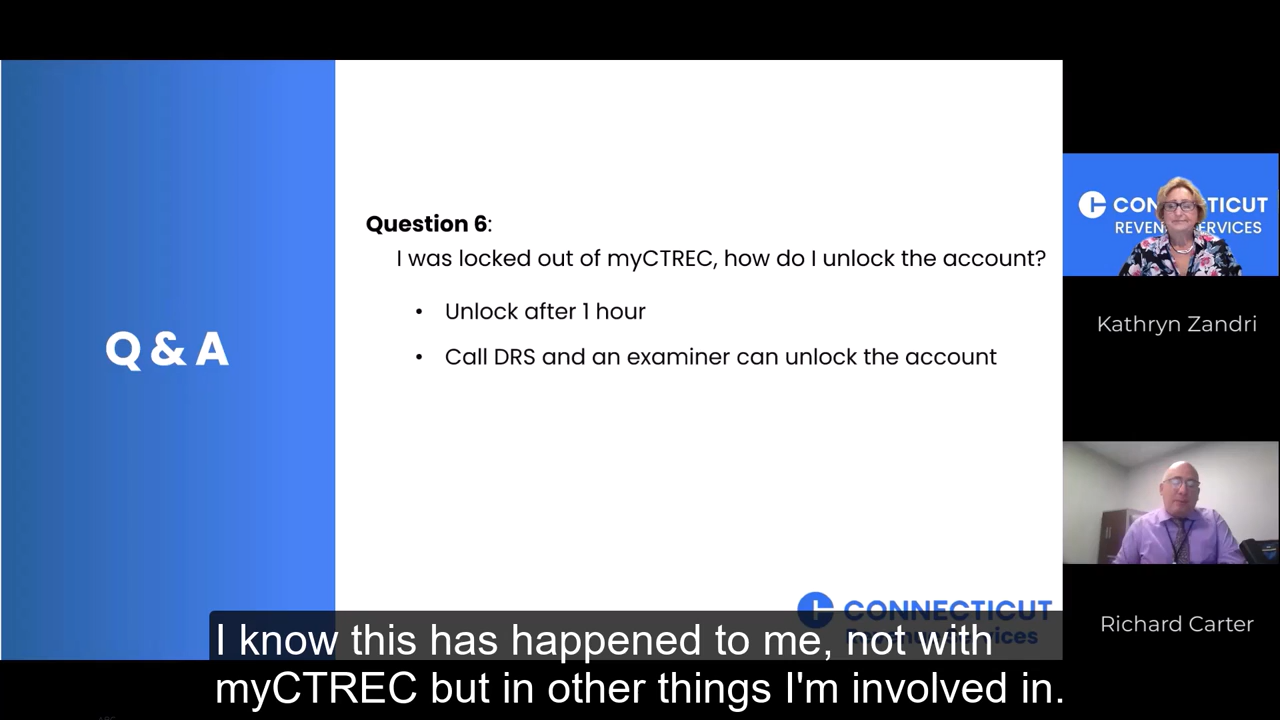 Q & A
Question 6:
I was locked out of myCTREC, how do I unlock the account?
• Unlock after 1 hour
• Call DRS and an examiner can unlock the account
CONNECTICUT
Revenue Services
CONNECTICUT
REVENUE SERVICES
Kathryn Zandri
Richard Carter
I know this has happened to me, not with
myCTREC but in other things I'm involved in.